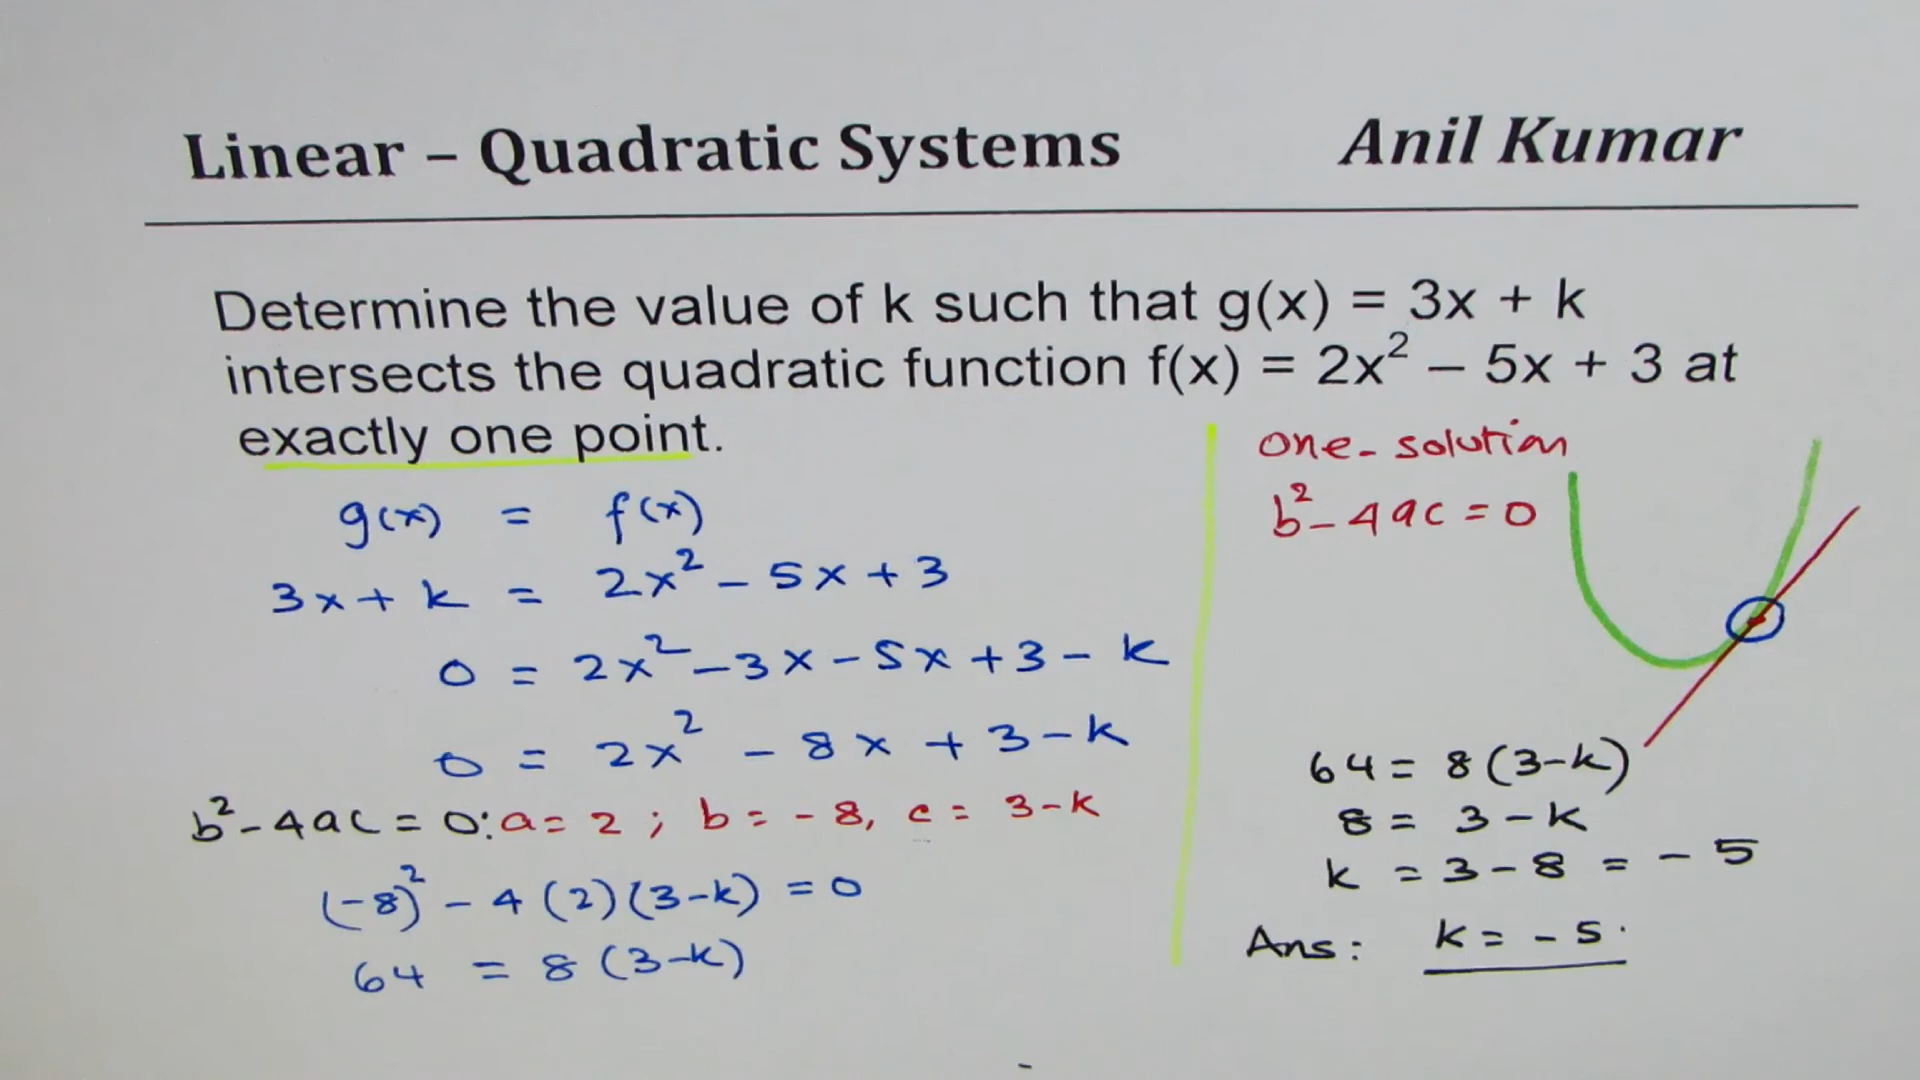 Linear – Quadratic Systems Anil Kumar
Determine the value of k such that g(x) = 3x + k
intersects the quadratic function f(x) = 2x² – 5x + 3 at
exactly one point.
g(x) = f(x)
3x + k = 2x² - 5x + 3
0 = 2x² - 3x - 5x + 3 - k
0 = 2x² - 8x + 3 - k
b² - 4ac = 0: a = 2 ; b = - 8, c = 3 - k
(-8)² - 4 (2) (3-k) = 0
64 = 8 (3-k)
one-solution
b² - 4ac = 0
64 = 8 (3-k)
8 = 3 - k
k = 3 - 8 = - 5
Ans: k = - 5.